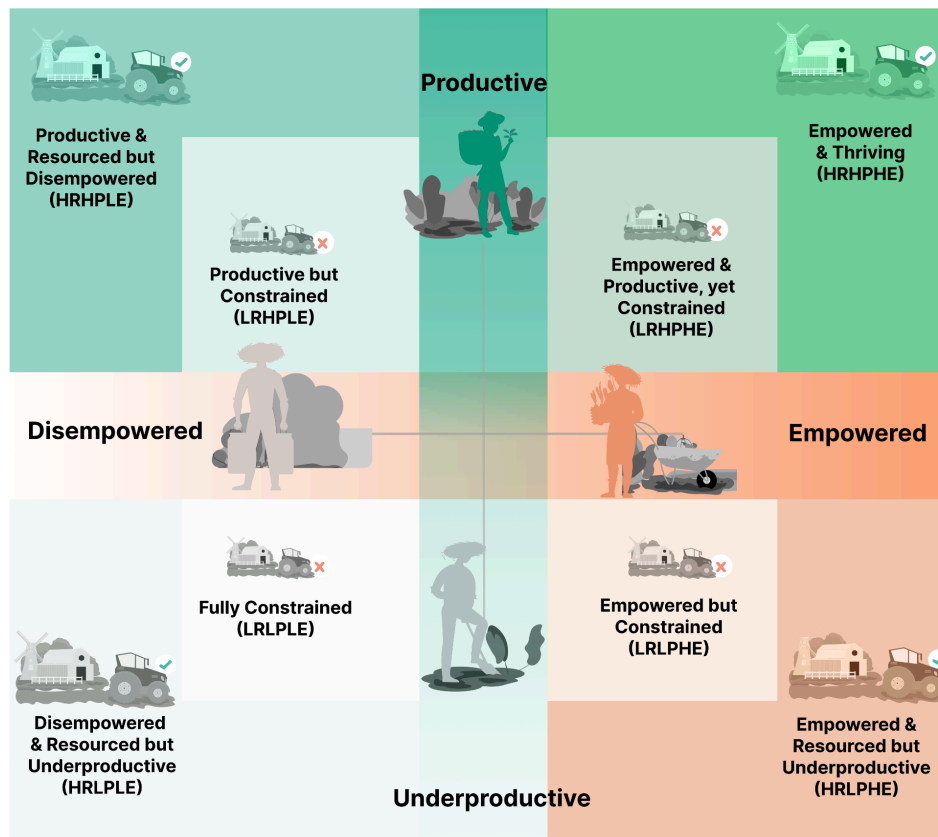 Productive
Productive &
Resourced but
Disempowered
(HRHPLE)
Empowered
& Thriving
(HRHPHE)
Productive but
Constrained
(LRHPLE)
Empowered &
Productive, yet
Constrained
(LRHPHE)
Disempowered
Empowered
Fully Constrained
(LRLPLE)
Empowered but
Constrained
(LRLPHE)
Disempowered
& Resourced but
Underproductive
(HRLPLE)
Empowered &
Resourced but
Underproductive
(HRLPHE)
Underproductive